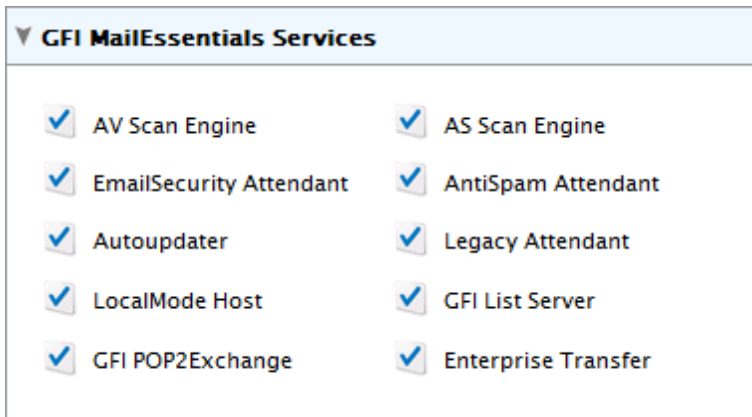 GFI MailEssentials Services
AV Scan Engine
AS Scan Engine
EmailSecurity Attendant
AntiSpam Attendant
Autoupdater
Legacy Attendant
LocalMode Host
GFI List Server
GFI POP2Exchange
Enterprise Transfer